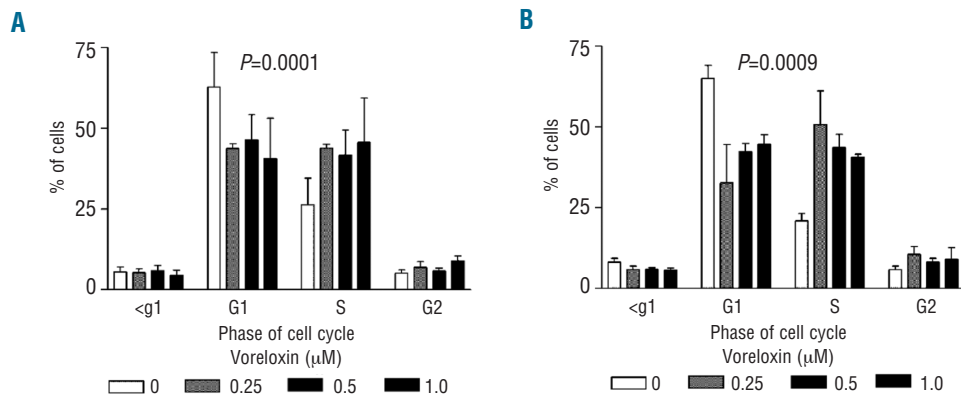 A
75
50
25
0
% of cells
P=0.0001
<g1 G1 S G2
Phase of cell cycle
Voreloxin (μM)
0 0.25 0.5 1.0
B
75
50
25
0
% of cells
P=0.0009
<g1 G1 S G2
Phase of cell cycle
Voreloxin (μM)
0 0.25 0.5 1.0